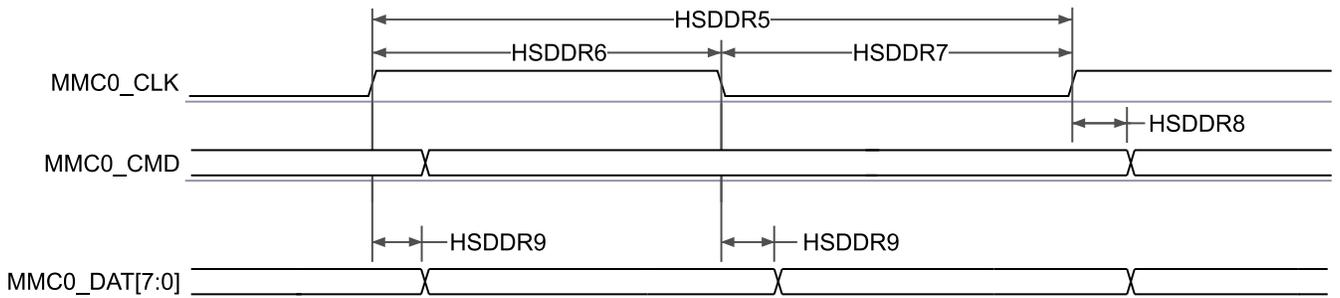 HSDDR5
HSDDR6 HSDDR7
MMC0_CLK
HSDDR8
MMC0_CMD
HSDDR9 HSDDR9
MMC0_DAT[7:0]